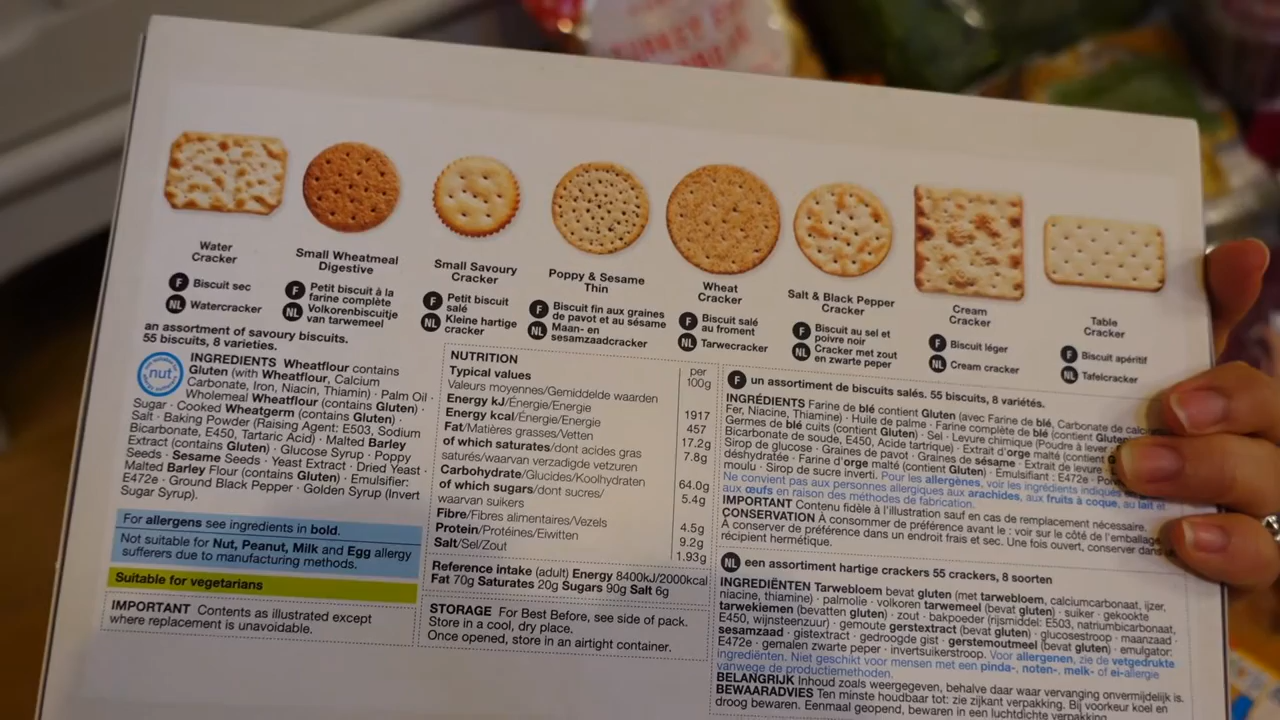 Water
Cracker
F Biscuit sec
NL Watercracker
Small Wheatmeal
Digestive
F Petit biscuit à la
farine complète
NL Volkorenbiscuitje
van tarwemeel
Small Savoury
Cracker
F Petit biscuit
salé
NL Kleine hartige
cracker
Poppy & Sesame
Thin
F Biscuit fin aux graines
de pavot et au sésame
NL Maan- en
sesamzaadcracker
Wheat
Cracker
F Biscuit salé
au froment
NL Tarwecracker
Salt & Black Pepper
Cracker
F Biscuit au sel et
poivre noir
NL Cracker met zout
en zwarte peper
Cream
Cracker
F Biscuit léger
NL Cream cracker
Table
Cracker
F Biscuit apéritif
NL Tafelcracker
an assortment of savoury biscuits.
55 biscuits, 8 varieties.
nut
INGREDIENTS Wheatflour contains
Gluten (with Wheatflour, Calcium
Carbonate, Iron, Niacin, Thiamin) · Palm Oil ·
Wholemeal Wheatflour (contains Gluten) ·
Sugar · Cooked Wheatgerm (contains Gluten) ·
Salt · Baking Powder (Raising Agent: E503, Sodium
Bicarbonate, E450, Tartaric Acid) · Malted Barley
Extract (contains Gluten) · Glucose Syrup · Poppy
Seeds · Sesame Seeds · Yeast Extract · Dried Yeast ·
Malted Barley Flour (contains Gluten) · Emulsifier:
E472e · Ground Black Pepper · Golden Syrup (Invert
Sugar Syrup).
For allergens see ingredients in bold.
Not suitable for Nut, Peanut, Milk and Egg allergy
sufferers due to manufacturing methods.
Suitable for vegetarians
IMPORTANT Contents as illustrated except
where replacement is unavoidable.
NUTRITION
Typical values per
Valeurs moyennes/Gemiddelde waarden 100g
Energy kJ/Énergie/Energie 1917
Energy kcal/Énergie/Energie 457
Fat/Matières grasses/Vetten 17.2g
of which saturates/dont acides gras 7.8g
saturés/waarvan verzadigde vetzuren
Carbohydrate/Glucides/Koolhydraten 64.0g
of which sugars/dont sucres/ 5.4g
waarvan suikers
Fibre/Fibres alimentaires/Vezels 4.5g
Protein/Protéines/Eiwitten 9.2g
Salt/Sel/Zout 1.93g
Reference intake (adult) Energy 8400kJ/2000kcal
Fat 70g Saturates 20g Sugars 90g Salt 6g
STORAGE For Best Before, see side of pack.
Store in a cool, dry place.
Once opened, store in an airtight container.
F un assortment de biscuits salés. 55 biscuits, 8 variétés.
INGRÉDIENTS Farine de blé contient Gluten (avec Farine de blé, Carbonate de
Fer, Niacine, Thiamine) · Huile de palme · Farine complète de blé (contient Gluten)
Germes de blé cuits (contient Gluten) · Sel · Levure chimique (Poudre à lever
Bicarbonate de soude, E450, Acide tartrique) · Extrait d'orge malté (contient
Sirop de glucose · Graines de pavot · Graines de sésame · Extrait de levure
déshydratée · Farine d'orge malté (contient Gluten) · Émulsifiant : E472e · Poivre
moulu · Sirop de sucre inverti. Pour les allergènes, voir les ingrédients indiqués
Ne convient pas aux personnes allergiques aux arachides, aux fruits à coque, au lait et
aux œufs en raison des méthodes de fabrication.
IMPORTANT Contenu fidèle à l'illustration sauf en cas de remplacement nécessaire.
CONSERVATION À consommer de préférence avant le : voir sur le côté de l'emballage.
À conserver de préférence dans un endroit frais et sec. Une fois ouvert, conserver dans
récipient hermétique.
NL een assortiment hartige crackers 55 crackers, 8 soorten
INGREDIËNTEN Tarwebloem bevat gluten (met tarwebloem, calciumcarbonaat, ijzer,
niacine, thiamine) · palmolie · volkoren tarwemeel (bevat gluten) · suiker · gekookte
tarwekiemen (bevatten gluten) · zout · bakpoeder (rijsmiddel: E503, natriumbicarbonaat,
E450, wijnsteenzuur) · gemoute gerstextract (bevat gluten) · glucosestroop · maanzaad ·
sesamzaad · gistextract · gedroogde gist · gerstemoutmeel (bevat gluten) · emulgator:
E472e · gemalen zwarte peper · invertsuikerstroop. Voor allergenen, zie de vetgedrukte
ingrediënten. Niet geschikt voor mensen met een pinda-, noten-, melk- of ei-allergie
vanwege de productiemethoden.
BELANGRIJK Inhoud zoals weergegeven, behalve daar waar vervanging onvermijdelijk is.
BEWAARADVIES Ten minste houdbaar tot: zie zijkant verpakking. Bij voorkeur koel en
droog bewaren. Eenmaal geopend, bewaren in een luchtdichte verpakking.